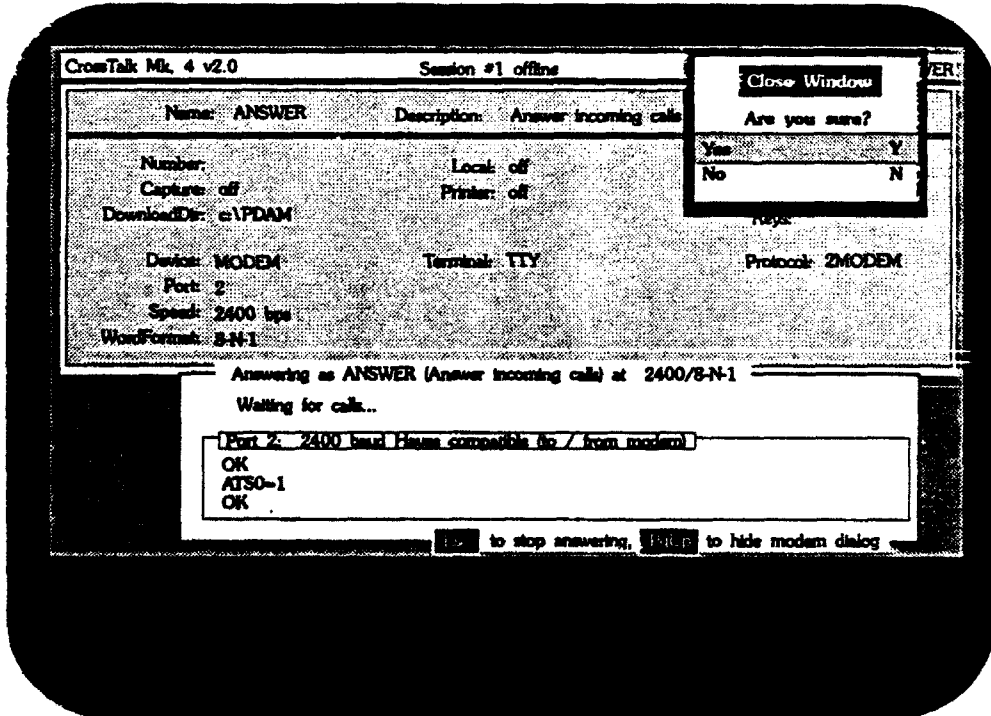 CrossTalk Mk, 4 v2.0 Session #1 offline VER
Close Window
Are you sure?
Yes Y
No N
Name: ANSWER Description: Answer incoming calls
Number: Local: off
Capture: off Printer: off
DownloadDir: c:\PDAM Keys:
Device: MODEM Terminal: TTY Protocol: ZMODEM
Port: 2
Speed: 2400 bps
WordFormat: 8-N-1
Answering as ANSWER (Answer incoming calls) at 2400/8-N-1
Waiting for calls...
Port 2: 2400 baud Hayes compatible (to / from modem)
OK
ATS0=1
OK
to stop answering, to hide modem dialog